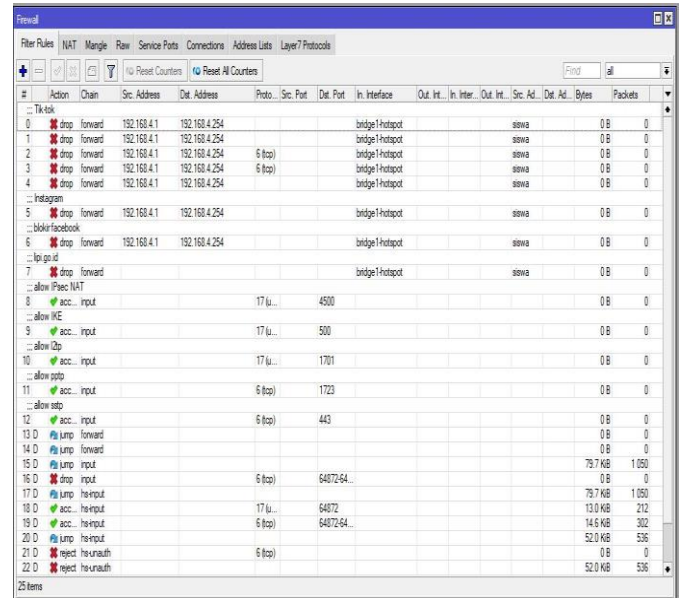 Firewall
Filter Rules NAT Mangle Raw Service Ports Connections Address Lists Layer7 Protocols
Reset Counters Reset All Counters Find all
# Action Chain Src. Address Dst. Address Proto... Src. Port Dst. Port In. Interface Out. Int... In. Inter... Out. Int... Src. Ad... Dst. Ad... Bytes Packets
;;; Tik-tok
0 drop forward 192.168.4.1 192.168.4.254 bridge1-hotspot siswa 0 B 0
1 drop forward 192.168.4.1 192.168.4.254 bridge1-hotspot siswa 0 B 0
2 drop forward 192.168.4.1 192.168.4.254 6 (tcp) bridge1-hotspot siswa 0 B 0
3 drop forward 192.168.4.1 192.168.4.254 6 (tcp) bridge1-hotspot siswa 0 B 0
4 drop forward 192.168.4.1 192.168.4.254 bridge1-hotspot siswa 0 B 0
;;; Instagram
5 drop forward 192.168.4.1 192.168.4.254 bridge1-hotspot siswa 0 B 0
;;; blokir facebook
6 drop forward 192.168.4.1 192.168.4.254 bridge1-hotspot siswa 0 B 0
;;; lipi.go.id
7 drop forward bridge1-hotspot siswa 0 B 0
;;; allow IPsec NAT
8 acc... input 17 (u... 4500 0 B 0
;;; allow IKE
9 acc... input 17 (u... 500 0 B 0
;;; allow l2tp
10 acc... input 17 (u... 1701 0 B 0
;;; allow pptp
11 acc... input 6 (tcp) 1723 0 B 0
;;; allow sstp
12 acc... input 6 (tcp) 443 0 B 0
13 D jump forward 0 B 0
14 D jump forward 0 B 0
15 D jump input 79.7 KiB 1 050
16 D drop input 6 (tcp) 64872-64... 0 B 0
17 D jump hs-input 79.7 KiB 1 050
18 D acc... hs-input 17 (u... 64872 13.0 KiB 212
19 D acc... hs-input 6 (tcp) 64872-64... 14.6 KiB 302
20 D jump hs-input 52.0 KiB 536
21 D reject hs-unauth 6 (tcp) 0 B 0
22 D reject hs-unauth 52.0 KiB 536
25 items